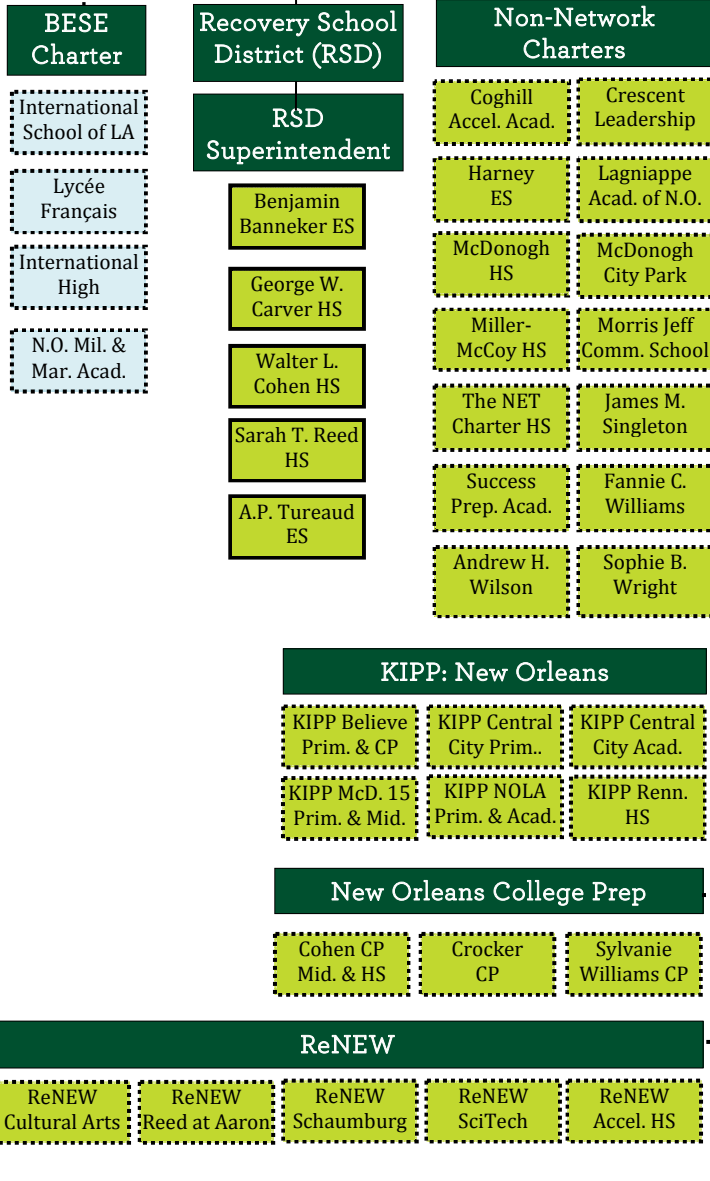 BESE
Charter
International
School of LA
Lycée
Français
International
High
N.O. Mil. &
Mar. Acad.
Recovery School
District (RSD)
RSD
Superintendent
Benjamin
Banneker ES
George W.
Carver HS
Walter L.
Cohen HS
Sarah T. Reed
HS
A.P. Tureaud
ES
Non-Network
Charters
Coghill
Accel. Acad.
Crescent
Leadership
Harney
ES
Lagniappe
Acad. of N.O.
McDonogh
HS
McDonogh
City Park
Miller-
McCoy HS
Morris Jeff
Comm. School
The NET
Charter HS
James M.
Singleton
Success
Prep. Acad.
Fannie C.
Williams
Andrew H.
Wilson
Sophie B.
Wright
KIPP: New Orleans
KIPP Believe
Prim. & CP
KIPP Central
City Prim..
KIPP Central
City Acad.
KIPP McD. 15
Prim. & Mid.
KIPP NOLA
Prim. & Acad.
KIPP Renn.
HS
New Orleans College Prep
Cohen CP
Mid. & HS
Crocker
CP
Sylvanie
Williams CP
ReNEW
ReNEW
Cultural Arts
ReNEW
Reed at Aaron
ReNEW
Schaumburg
ReNEW
SciTech
ReNEW
Accel. HS